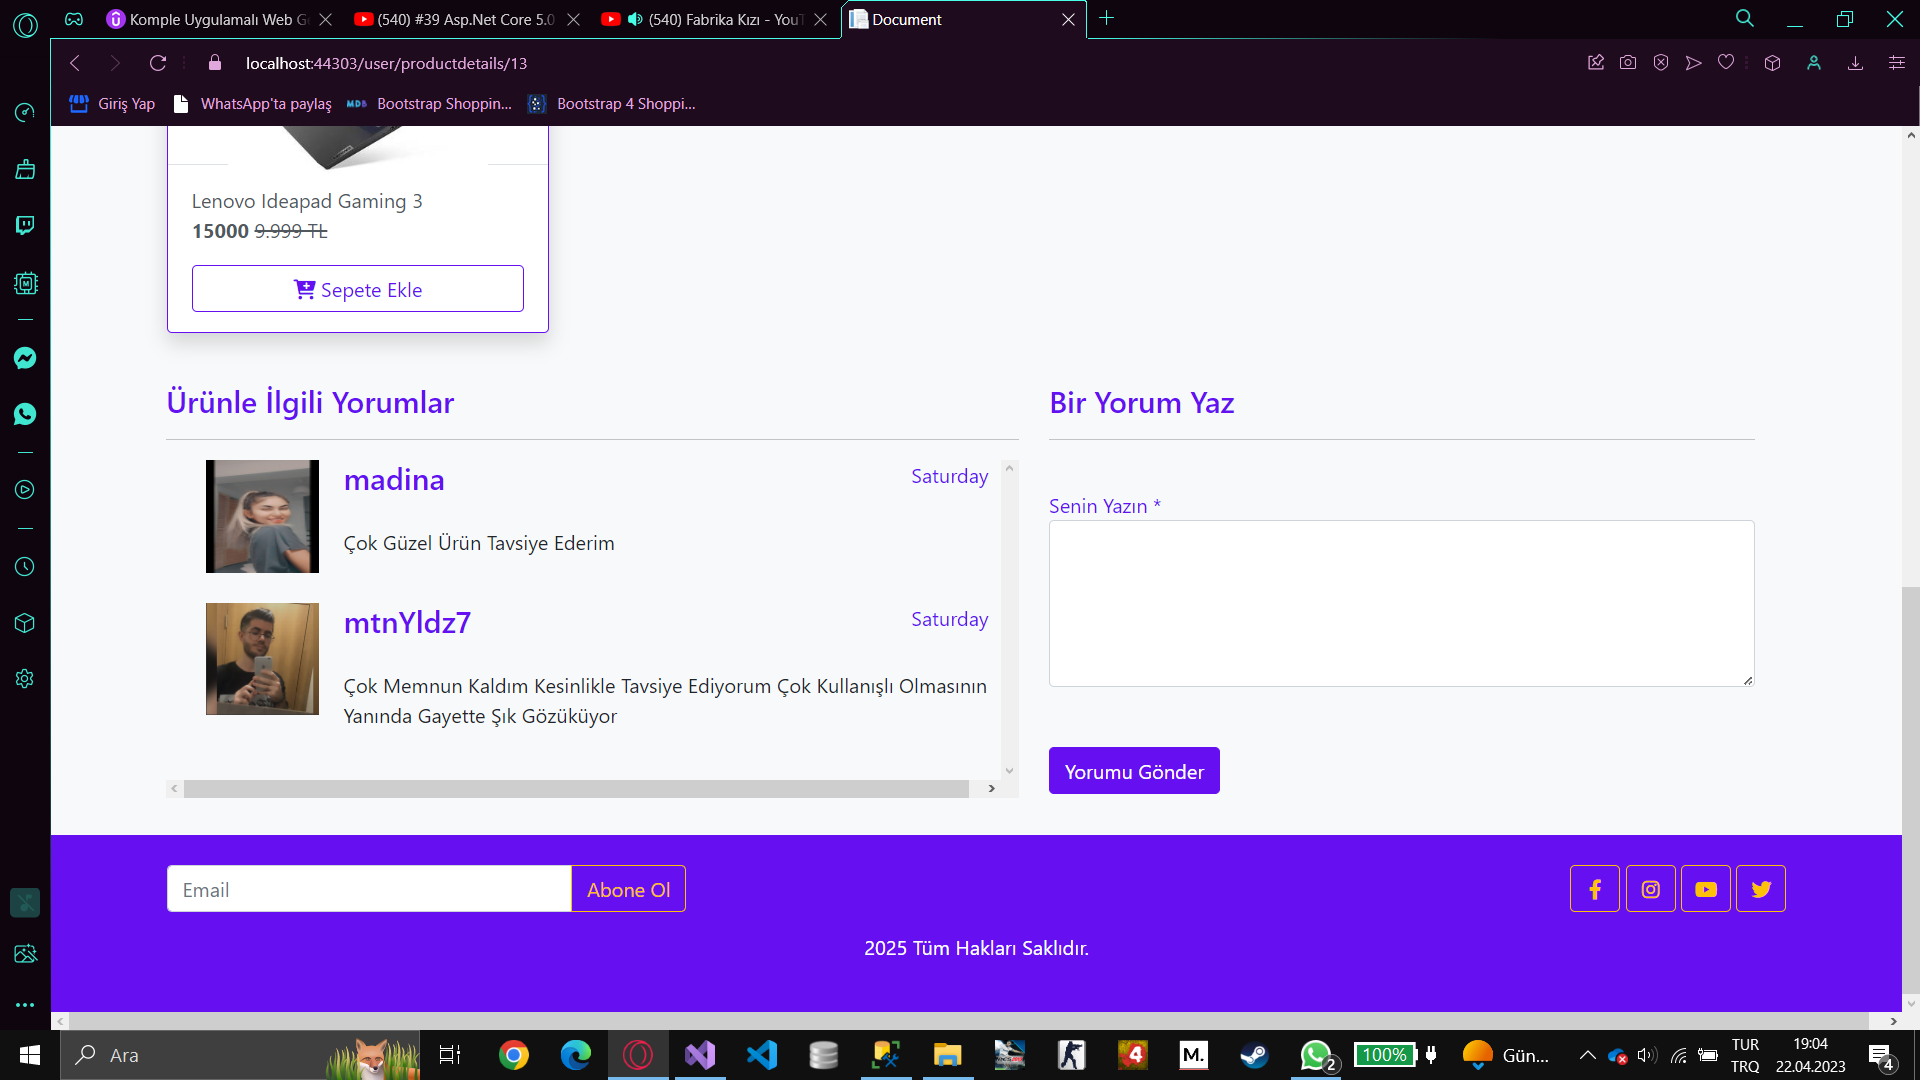 Komple Uygulamalı Web G
(540) #39 Asp.Net Core 5.0
(540) Fabrika Kızı - YouT
Document
localhost:44303/user/productdetails/13
Giriş Yap
WhatsApp'ta paylaş
MDB
Bootstrap Shoppin...
Bootstrap 4 Shoppi...
Lenovo Ideapad Gaming 3
15000 9.999 TL
Sepete Ekle
Ürünle İlgili Yorumlar
Bir Yorum Yaz
madina
Saturday
Çok Güzel Ürün Tavsiye Ederim
Senin Yazın *
mtnYldz7
Saturday
Çok Memnun Kaldım Kesinlikle Tavsiye Ediyorum Çok Kullanışlı Olmasının
Yanında Gayette Şık Gözüküyor
Yorumu Gönder
Email
Abone Ol
2025 Tüm Hakları Saklıdır.
Ara
4
M.
2
100%
Gün...
TUR
TRQ
19:04
22.04.2023
4